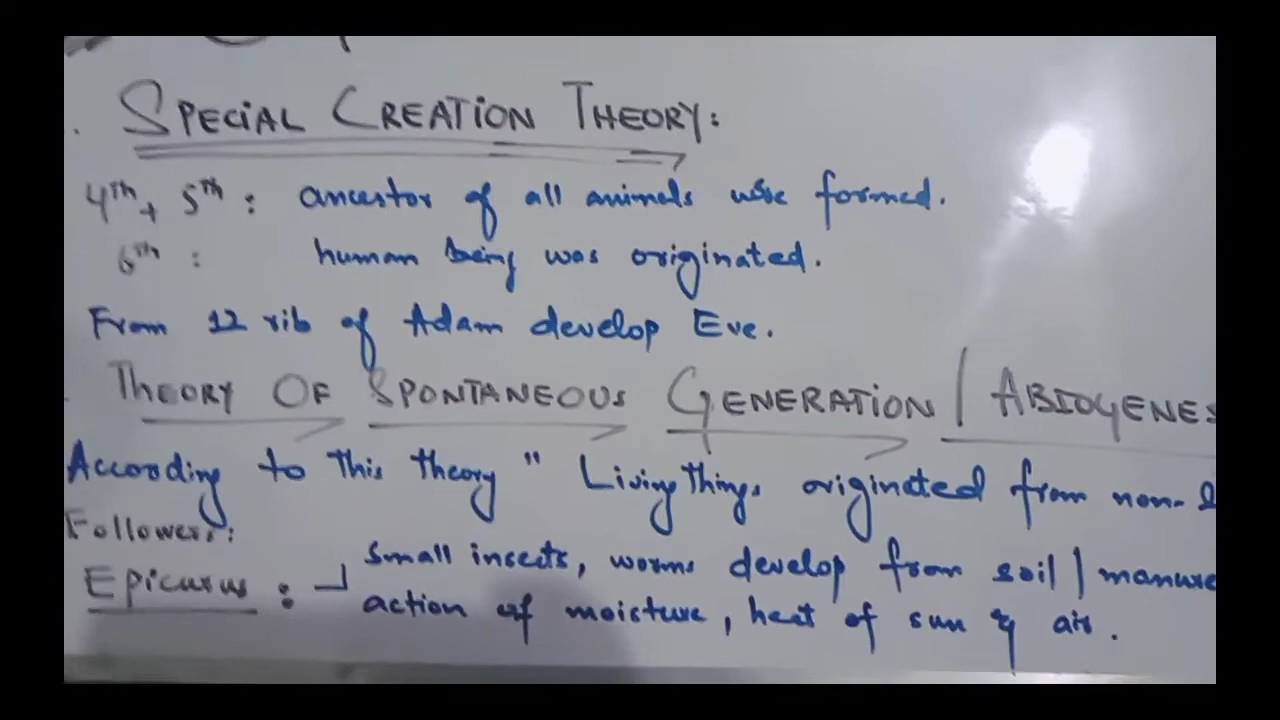 SPECIAL CREATION THEORY:
4th + 5th : ancestor of all animals were formed.
6th : human being was originated.
From 12 rib of Adam develop Eve.
THEORY OF SPONTANEOUS GENERATION / ABIOGENES
According to this theory " Living Things originated from non-
Followers:
Epicurus : small insects, worms develop from soil / manure
action of moisture, heat of sun & air.